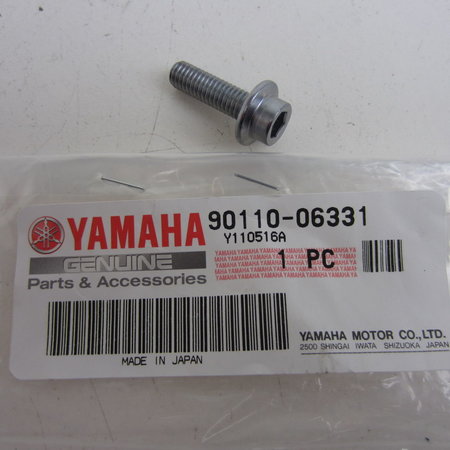 YAMAHA 90110-06331
Y110516A
GENUINE
Parts & Accessories
1 PC
MADE IN JAPAN
YAMAHA MOTOR CO.,LTD.
2500 SHINGAI IWATA SHIZUOKA JAPAN